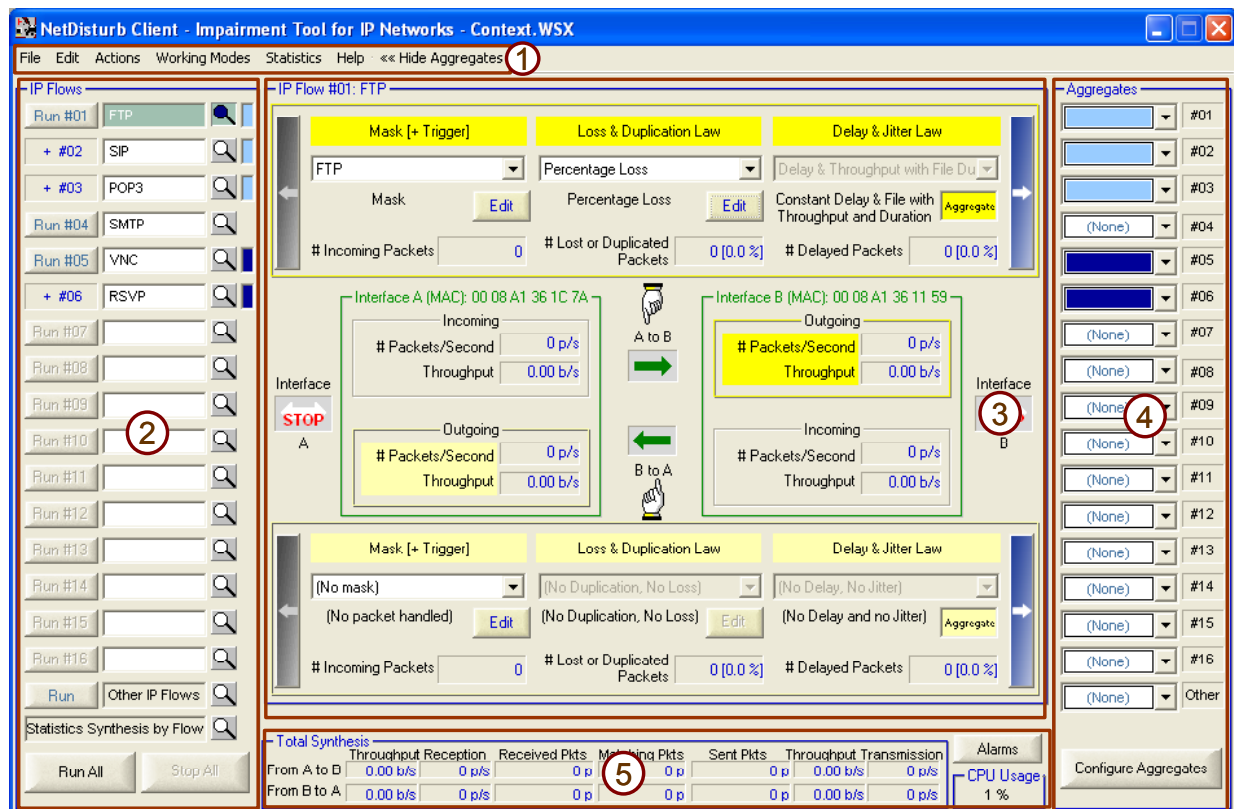 NetDisturb Client - Impairment Tool for IP Networks - Context.WSX
File Edit Actions Working Modes Statistics Help «« Hide Aggregates
1
IP Flows
Run #01 FTP
+ #02 SIP
+ #03 POP3
Run #04 SMTP
Run #05 VNC
+ #06 RSVP
Run #07
Run #08
Run #09
Run #10
2
Run #11
Run #12
Run #13
Run #14
Run #15
Run #16
Run Other IP Flows
Statistics Synthesis by Flow
Run All Stop All
IP Flow #01: FTP
Mask [+ Trigger] Loss & Duplication Law Delay & Jitter Law
FTP Percentage Loss Delay & Throughput with File Du
Mask Edit Percentage Loss Edit Constant Delay & File with Throughput and Duration Aggregate
# Incoming Packets 0 # Lost or Duplicated Packets 0 [0.0 %] # Delayed Packets 0 [0.0 %]
Interface A (MAC): 00 08 A1 36 1C 7A
Incoming
# Packets/Second 0 p/s
Throughput 0.00 b/s
Outgoing
# Packets/Second 0 p/s
Throughput 0.00 b/s
Interface
STOP
A
A to B
B to A
Interface B (MAC): 00 08 A1 36 11 59
Outgoing
# Packets/Second 0 p/s
Throughput 0.00 b/s
Incoming
# Packets/Second 0 p/s
Throughput 0.00 b/s
Interface
3
B
Mask [+ Trigger] Loss & Duplication Law Delay & Jitter Law
(No mask) (No Duplication, No Loss) (No Delay, No Jitter)
(No packet handled) Edit (No Duplication, No Loss) Edit (No Delay and no Jitter) Aggregate
# Incoming Packets 0 # Lost or Duplicated Packets 0 [0.0 %] # Delayed Packets 0 [0.0 %]
Aggregates
#01
#02
#03
(None) #04
#05
#06
(None) #07
(None) #08
(None) #09
4
(None) #10
(None) #11
(None) #12
(None) #13
(None) #14
(None) #15
(None) #16
(None) Other
Configure Aggregates
Total Synthesis
Throughput Reception Received Pkts Matching Pkts Sent Pkts Throughput Transmission
From A to B 0.00 b/s 0 p/s 0 p 0 p 0 p 0.00 b/s 0 p/s
5
From B to A 0.00 b/s 0 p/s 0 p 0 p 0 p 0.00 b/s 0 p/s
Alarms
CPU Usage
1 %